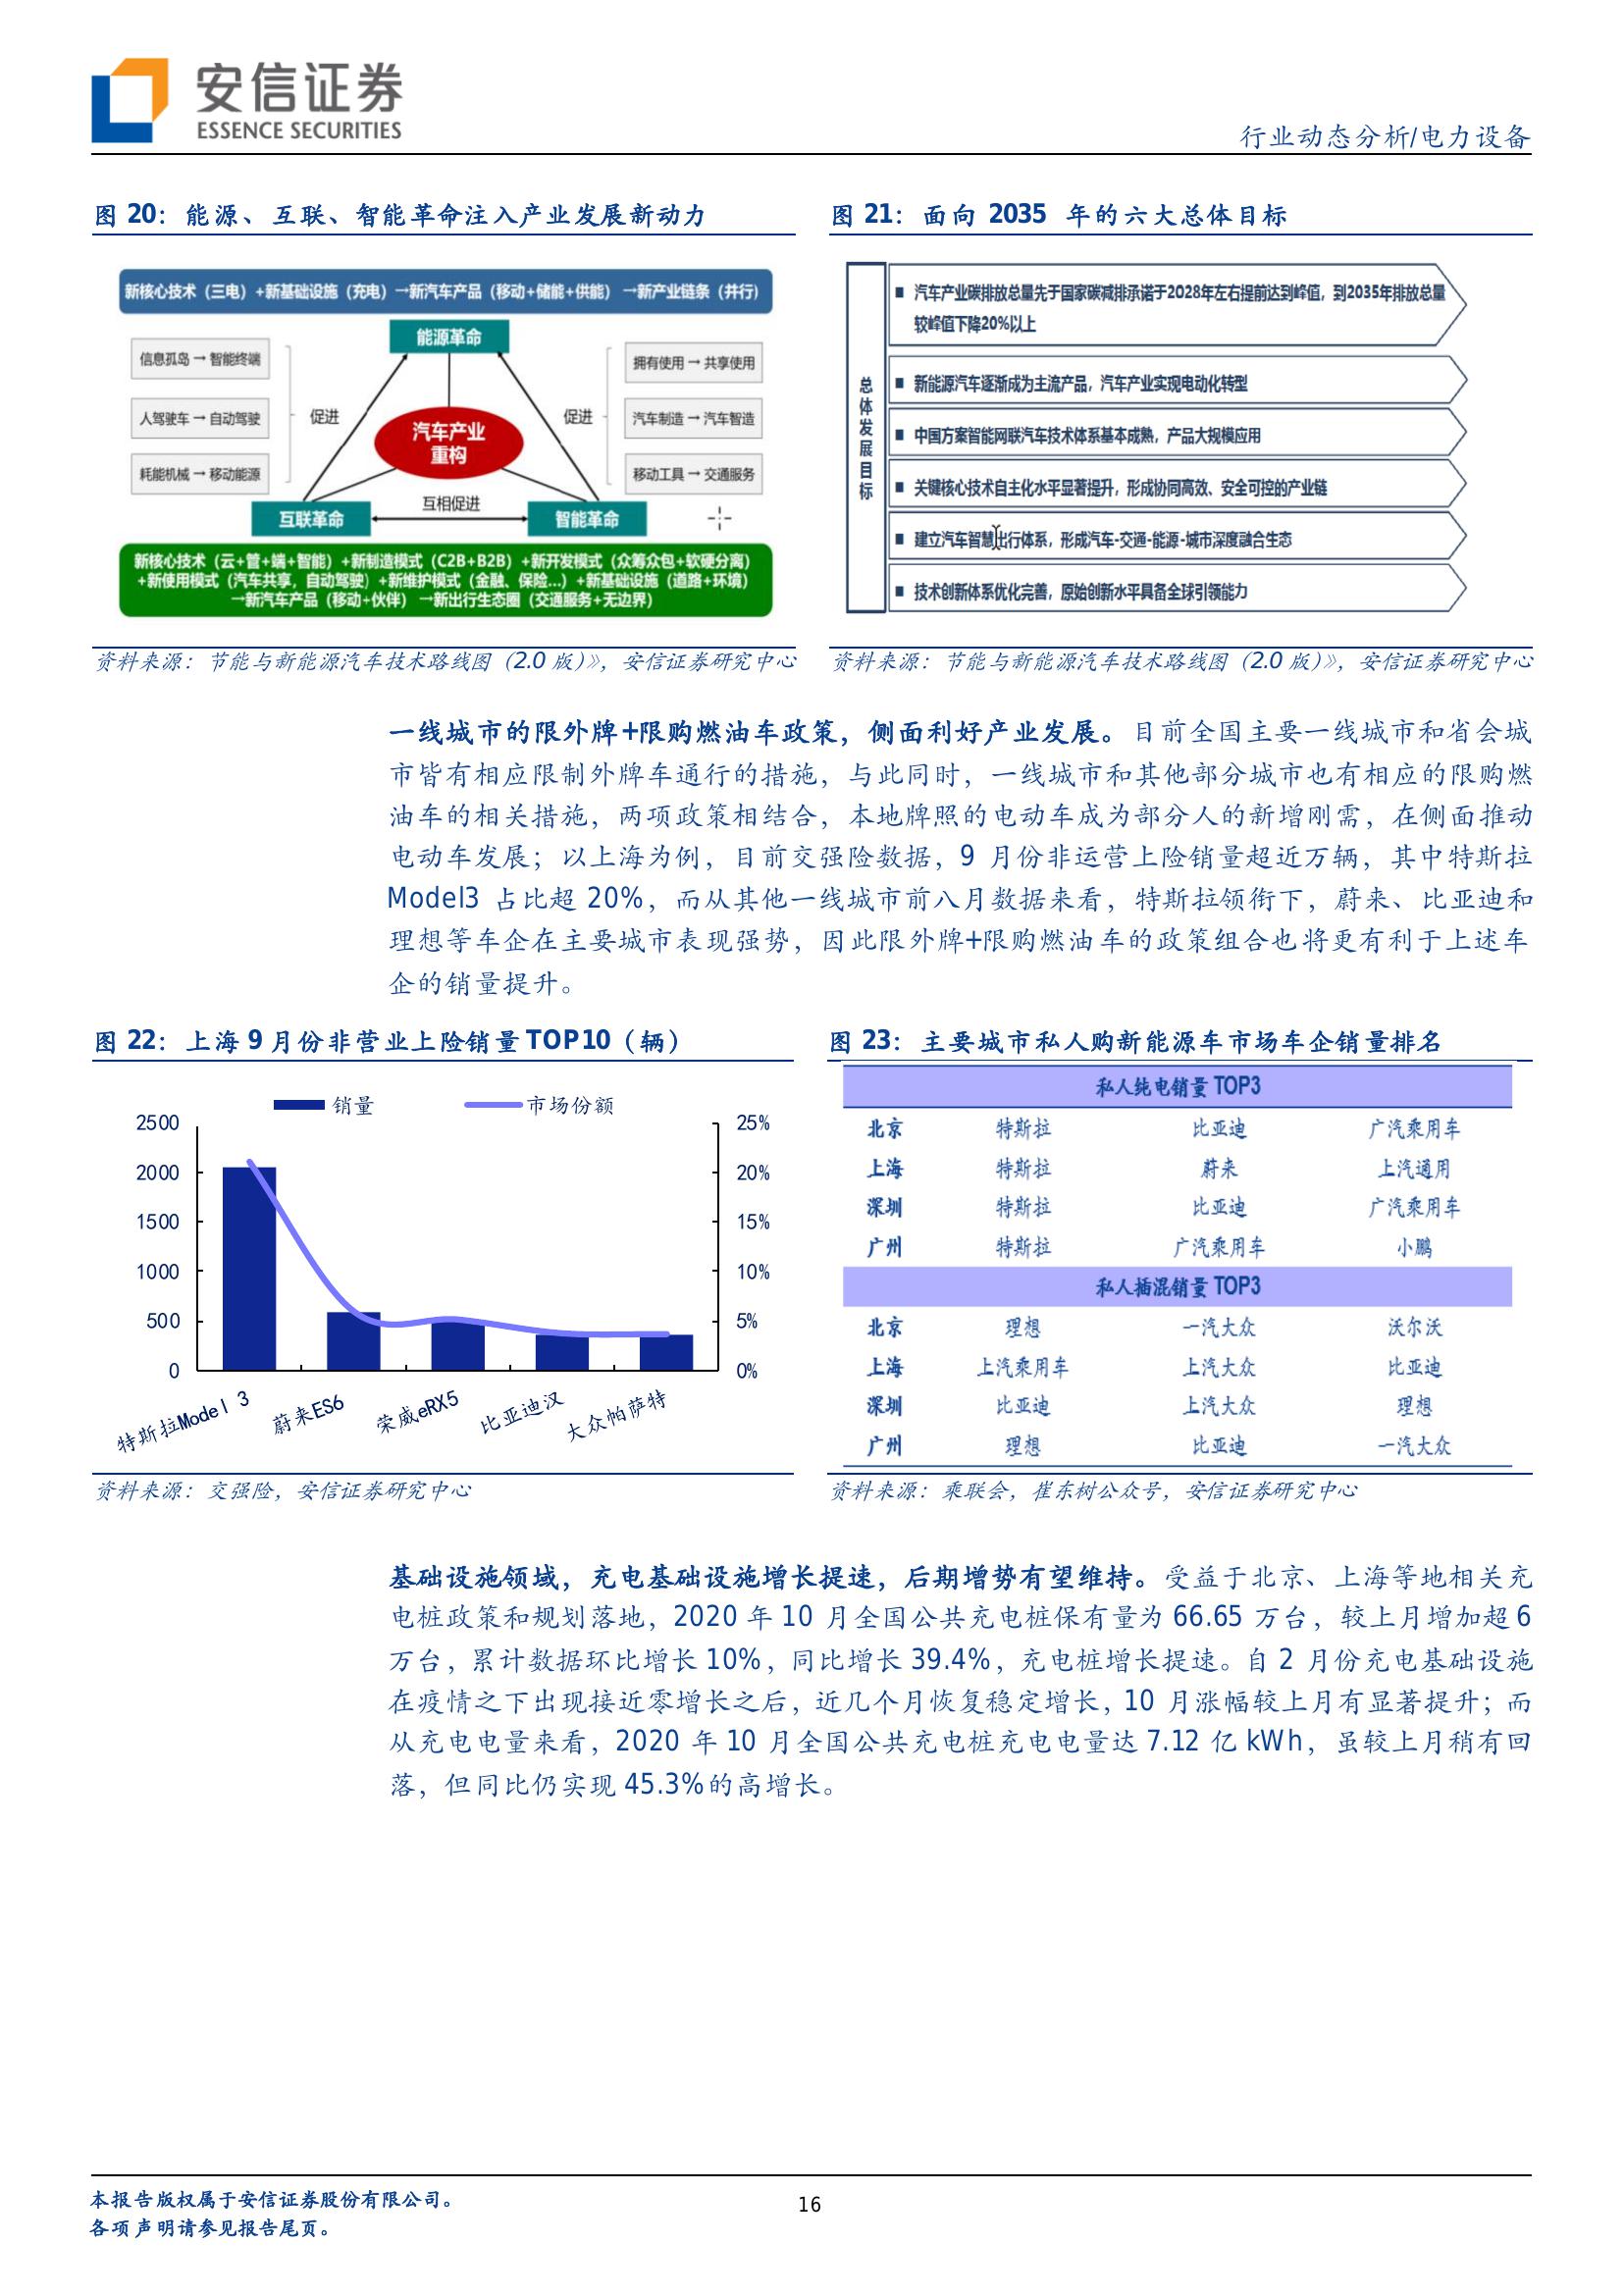 安信证券
ESSENCE SECURITIES
行业动态分析/电力设备
图 20：能源、互联、智能革命注入产业发展新动力
新核心技术（三电）+新基础设施（充电）→新汽车产品（移动+储能+供能） →新产业链条（并行）
能源革命
信息孤岛 → 智能终端
人驾驶车 → 自动驾驶
耗能机械 → 移动能源
促进
汽车产业
重构
促进
拥有使用 → 共享使用
汽车制造 → 汽车智造
移动工具 → 交通服务
互联革命
互相促进
智能革命
新核心技术（云+管+端+智能）+新制造模式（C2B+B2B）+新开发模式（众筹众包+软硬分离）
+新使用模式（汽车共享，自动驾驶）+新维护模式（金融、保险...）+新基础设施（道路+环境）
→新汽车产品（移动+伙伴） →新出行生态圈（交通服务+无边界）
资料来源：节能与新能源汽车技术路线图（2.0 版）》，安信证券研究中心
图 21：面向 2035 年的六大总体目标
总体发展目标
■ 汽车产业碳排放总量先于国家碳减排承诺于2028年左右提前达到峰值，到2035年排放总量
较峰值下降20%以上
■ 新能源汽车逐渐成为主流产品，汽车产业实现电动化转型
■ 中国方案智能网联汽车技术体系基本成熟，产品大规模应用
■ 关键核心技术自主化水平显著提升，形成协同高效、安全可控的产业链
■ 建立汽车智慧出行体系，形成汽车-交通-能源-城市深度融合生态
■ 技术创新体系优化完善，原始创新水平具备全球引领能力
资料来源：节能与新能源汽车技术路线图（2.0 版）》，安信证券研究中心
一线城市的限外牌+限购燃油车政策，侧面利好产业发展。目前全国主要一线城市和省会城
市皆有相应限制外牌车通行的措施，与此同时，一线城市和其他部分城市也有相应的限购燃
油车的相关措施，两项政策相结合，本地牌照的电动车成为部分人的新增刚需，在侧面推动
电动车发展；以上海为例，目前交强险数据，9 月份非运营上险销量超近万辆，其中特斯拉
Model3 占比超 20%，而从其他一线城市前八月数据来看，特斯拉领衔下，蔚来、比亚迪和
理想等车企在主要城市表现强势，因此限外牌+限购燃油车的政策组合也将更有利于上述车
企的销量提升。
图 22：上海 9 月份非营业上险销量 TOP10（辆）
销量 市场份额
2500
2000
1500
1000
500
0
25%
20%
15%
10%
5%
0%
特斯拉Model 3
蔚来ES6
荣威eRX5
比亚迪汉
大众帕萨特
资料来源：交强险，安信证券研究中心
图 23：主要城市私人购新能源车市场车企销量排名
私人纯电销量 TOP3
北京 特斯拉 比亚迪 广汽乘用车
上海 特斯拉 蔚来 上汽通用
深圳 特斯拉 比亚迪 广汽乘用车
广州 特斯拉 广汽乘用车 小鹏
私人插混销量 TOP3
北京 理想 一汽大众 沃尔沃
上海 上汽乘用车 上汽大众 比亚迪
深圳 比亚迪 上汽大众 理想
广州 理想 比亚迪 一汽大众
资料来源：乘联会，崔东树公众号，安信证券研究中心
基础设施领域，充电基础设施增长提速，后期增势有望维持。受益于北京、上海等地相关充
电桩政策和规划落地，2020 年 10 月全国公共充电桩保有量为 66.65 万台，较上月增加超 6
万台，累计数据环比增长 10%，同比增长 39.4%，充电桩增长提速。自 2 月份充电基础设施
在疫情之下出现接近零增长之后，近几个月恢复稳定增长，10 月涨幅较上月有显著提升；而
从充电电量来看，2020 年 10 月全国公共充电桩充电电量达 7.12 亿 kWh，虽较上月稍有回
落，但同比仍实现 45.3%的高增长。
本报告版权属于安信证券股份有限公司。
各项声明请参见报告尾页。
16